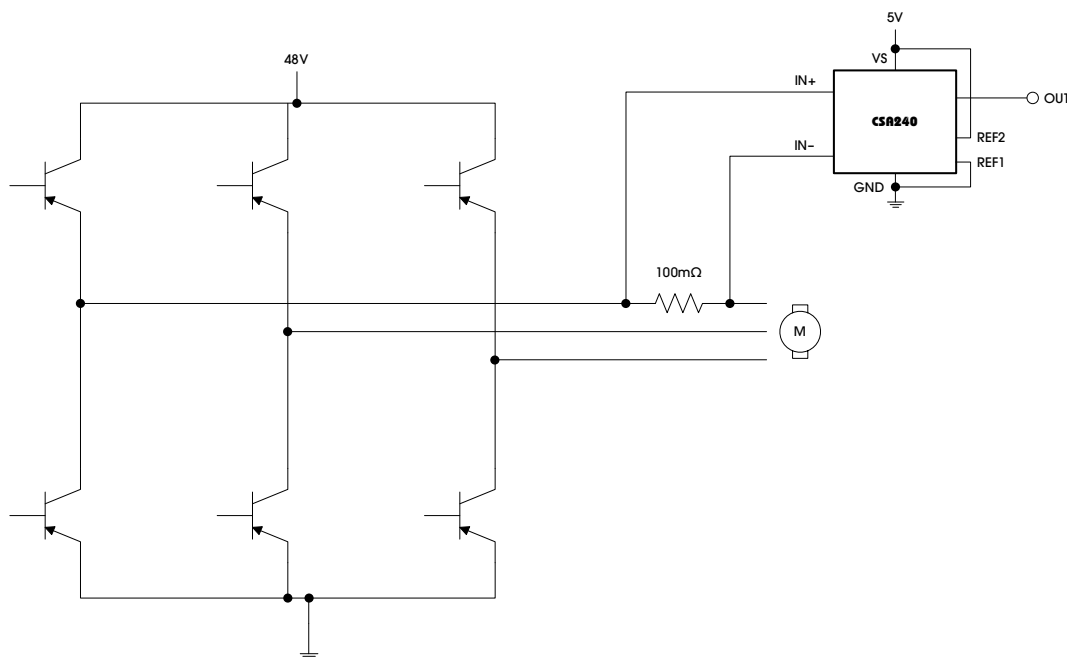 5V
VS
48V
IN+
CSA240
OUT
REF2
IN-
REF1
GND
100mΩ
M